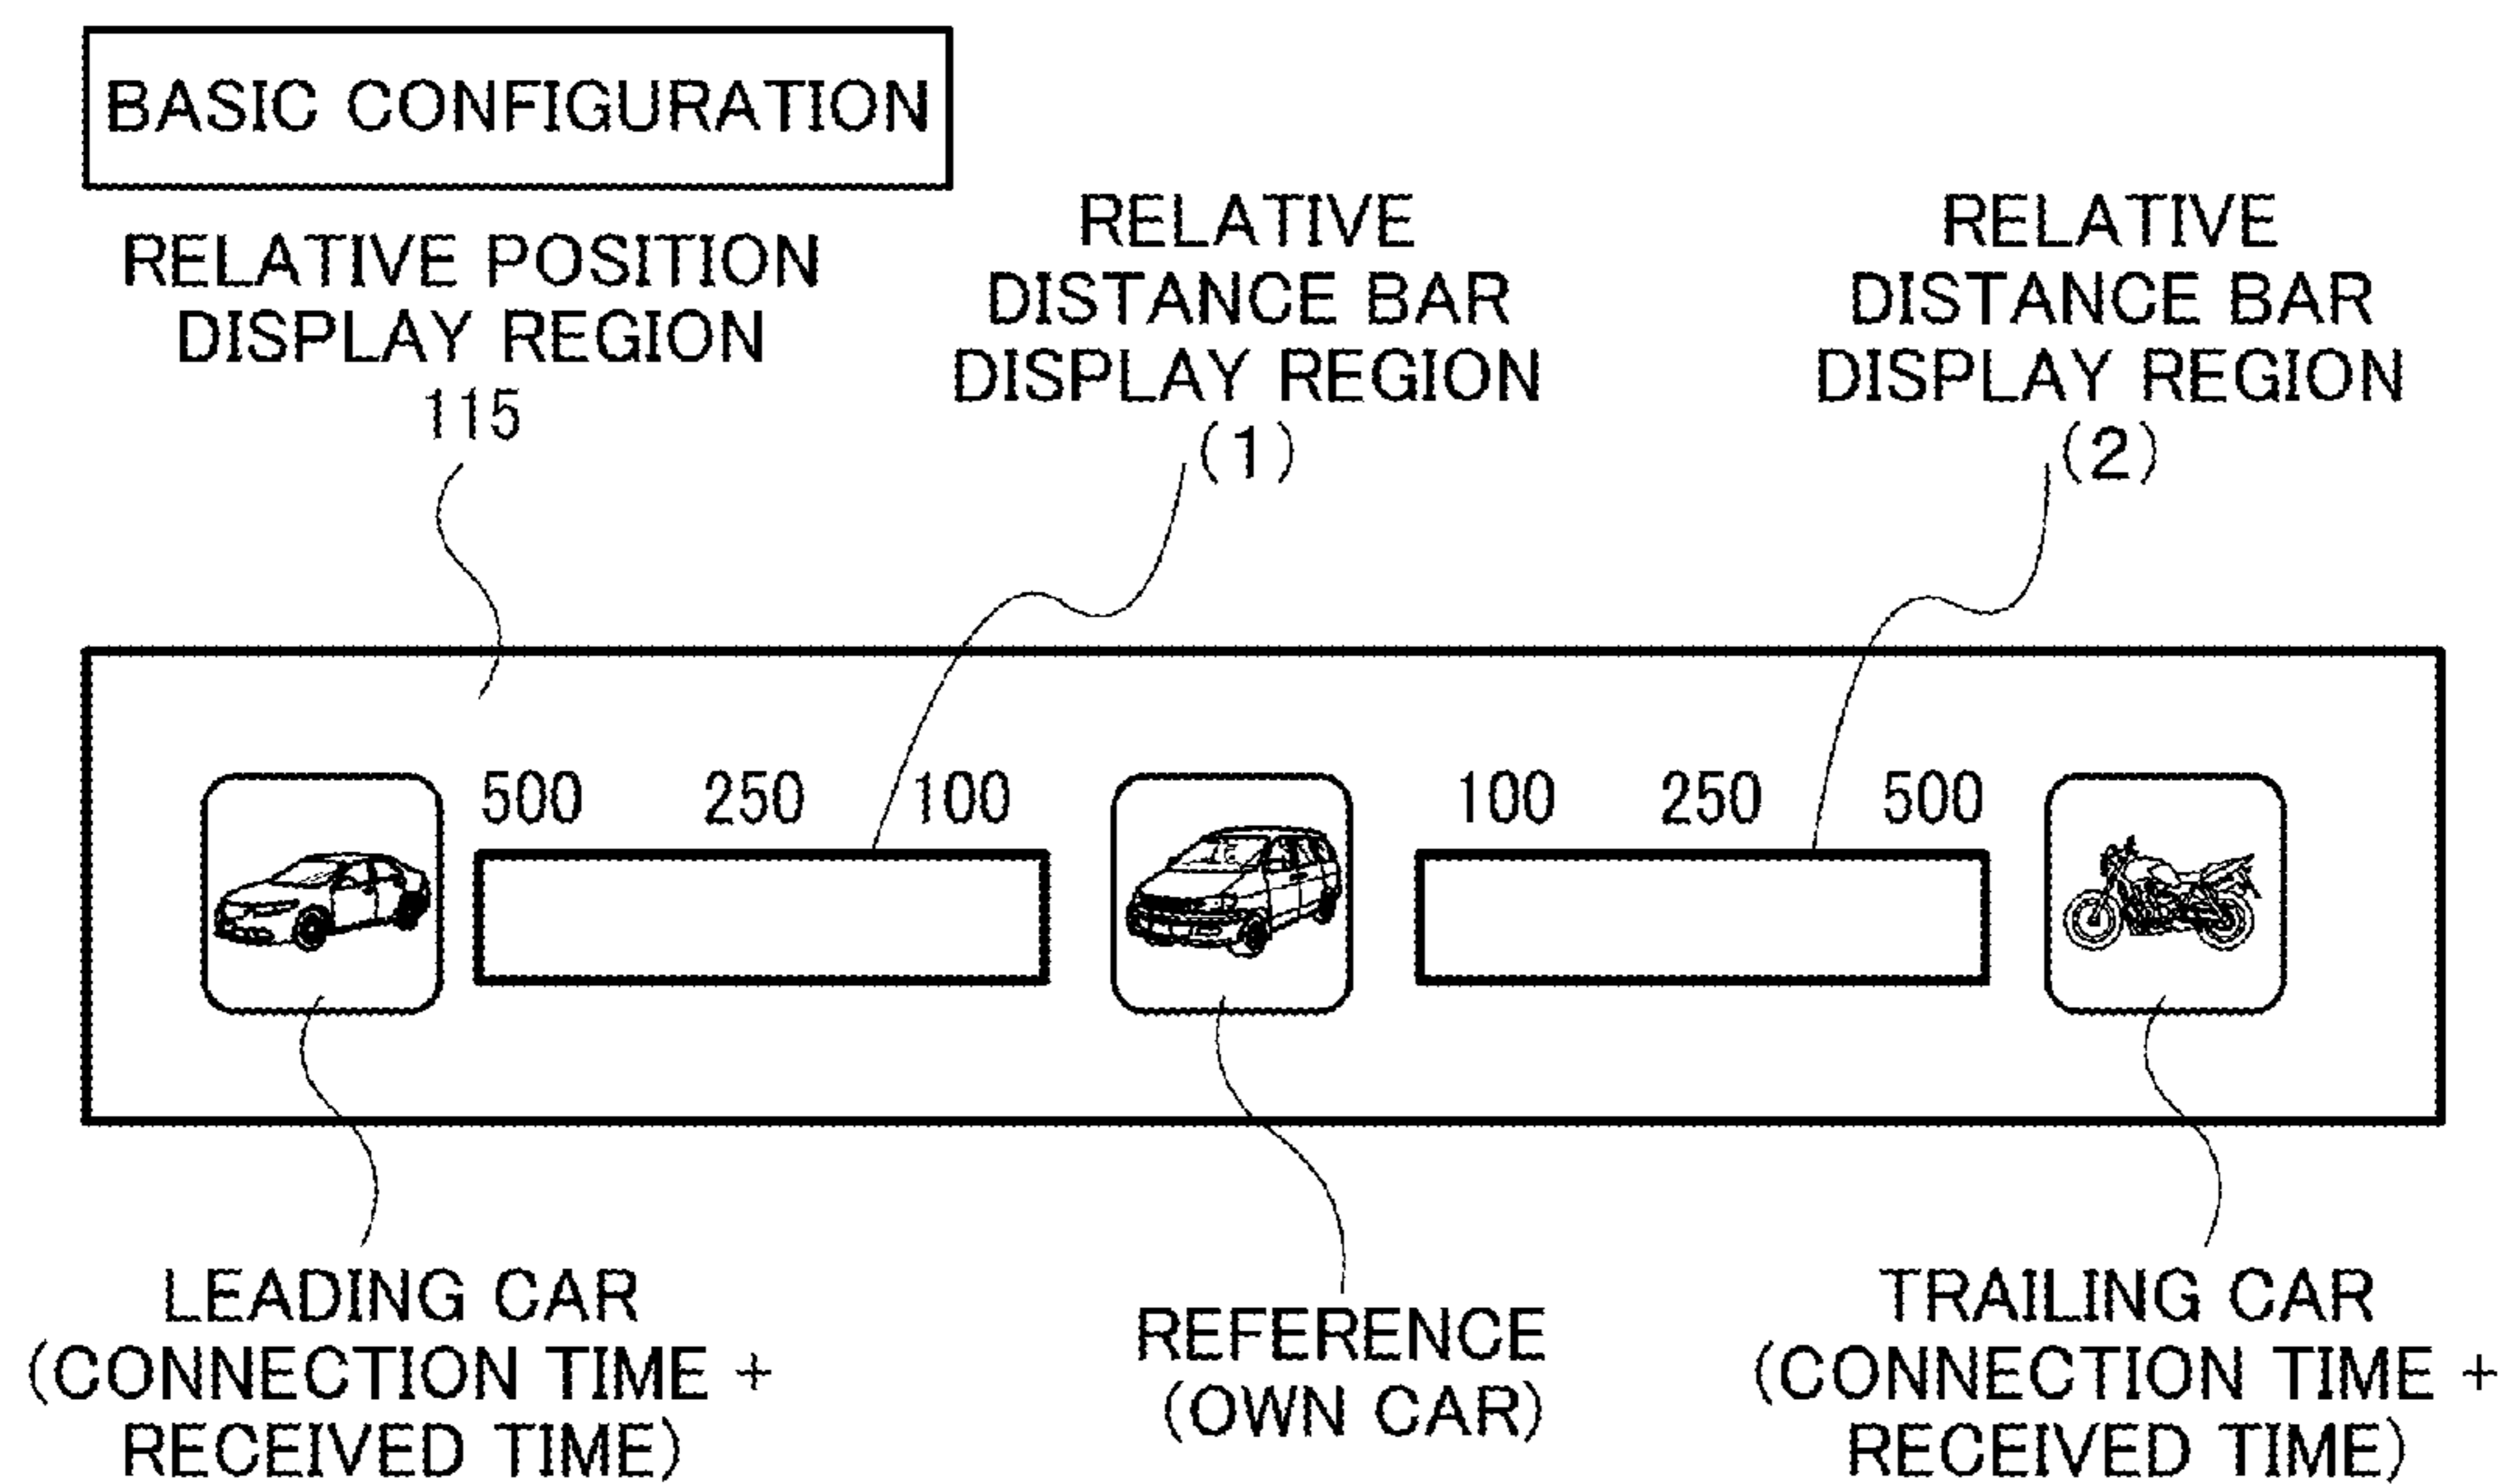 BASIC CONFIGURATION
RELATIVE POSITION
DISPLAY REGION
115
RELATIVE
DISTANCE BAR
DISPLAY REGION
(1)
RELATIVE
DISTANCE BAR
DISPLAY REGION
(2)
500 250 100
100 250 500
LEADING CAR
(CONNECTION TIME +
RECEIVED TIME)
REFERENCE
(OWN CAR)
TRAILING CAR
(CONNECTION TIME +
RECEIVED TIME)